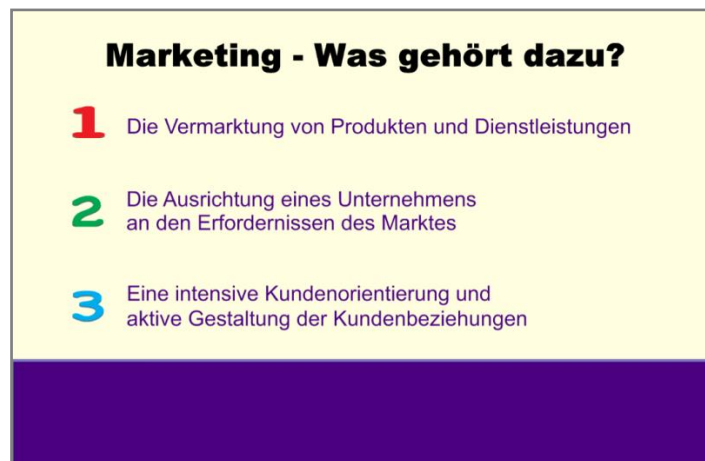 Marketing - Was gehört dazu?
1 Die Vermarktung von Produkten und Dienstleistungen
2 Die Ausrichtung eines Unternehmens
an den Erfordernissen des Marktes
3 Eine intensive Kundenorientierung und
aktive Gestaltung der Kundenbeziehungen